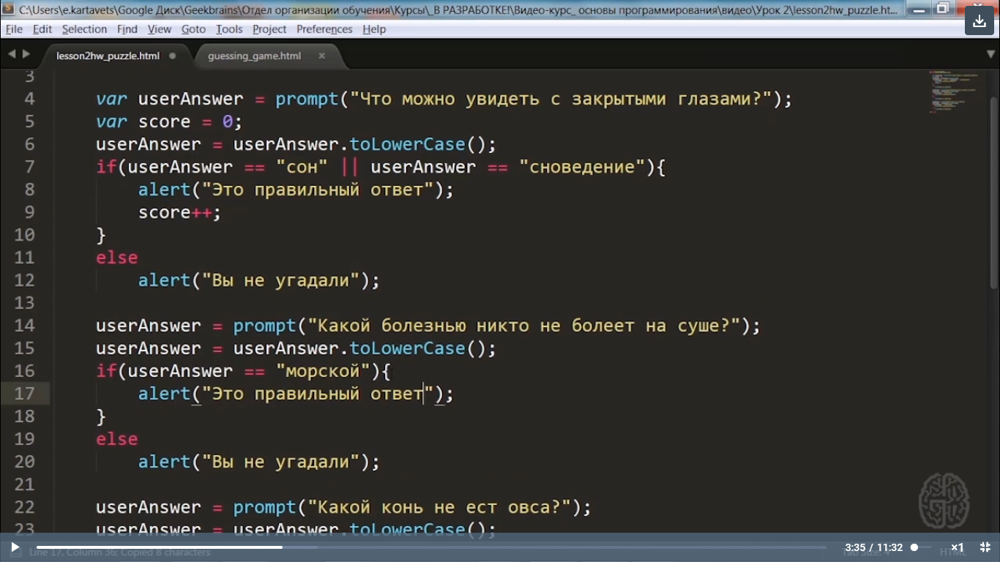 C:\Users\e.kartavets\Google Диск\Geekbrains\Отдел организации обучения\Курсы\_В РАЗРАБОТКЕ!\Видео-курс_ основы программирования\видео\Урок 2\lesson2hw_puzzle.ht...
File Edit Selection Find View Goto Tools Project Preferences Help
lesson2hw_puzzle.html guessing_game.html ×
3
4 var userAnswer = prompt("Что можно увидеть с закрытыми глазами?");
5 var score = 0;
6 userAnswer = userAnswer.toLowerCase();
7 if(userAnswer == "сон" || userAnswer == "сноведение"){
8 alert("Это правильный ответ");
9 score++;
10 }
11 else
12 alert("Вы не угадали");
13
14 userAnswer = prompt("Какой болезнью никто не болеет на суше?");
15 userAnswer = userAnswer.toLowerCase();
16 if(userAnswer == "морской"){
17 alert("Это правильный ответ");
18 }
19 else
20 alert("Вы не угадали");
21
22 userAnswer = prompt("Какой конь не ест овса?");
23 userAnswer = userAnswer.toLowerCase();
Line 17, Column 36; Copied 8 characters Tab Size: 4 HTML
3:35 / 11:32 ×1